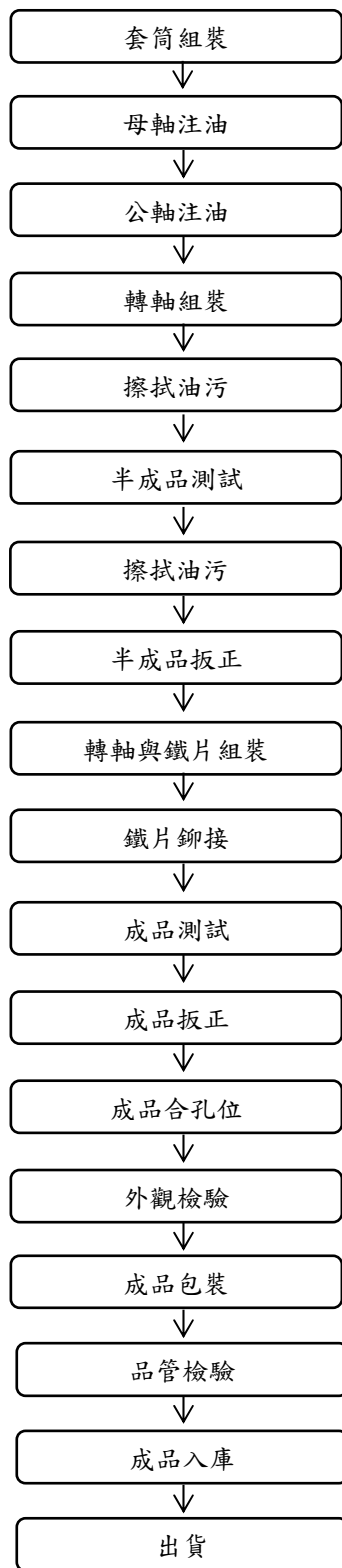 套筒組裝
母軸注油
公軸注油
轉軸組裝
擦拭油污
半成品測試
擦拭油污
半成品扳正
轉軸與鐵片組裝
鐵片鉚接
成品測試
成品扳正
成品合孔位
外觀檢驗
成品包裝
品管檢驗
成品入庫
出貨